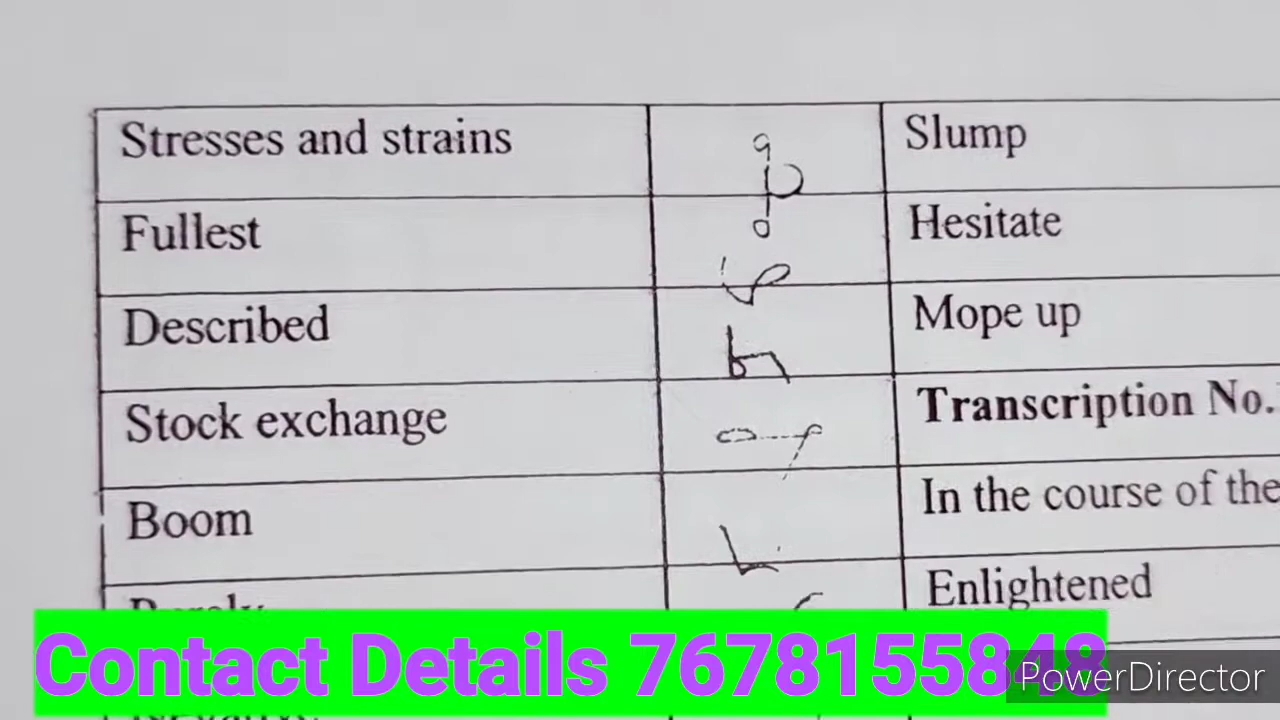 Stresses and strains
Slump
Fullest
Hesitate
Described
Mope up
Stock exchange
Transcription No.
Boom
In the course of the
Enlightened
Contact Details 7678155848
PowerDirector